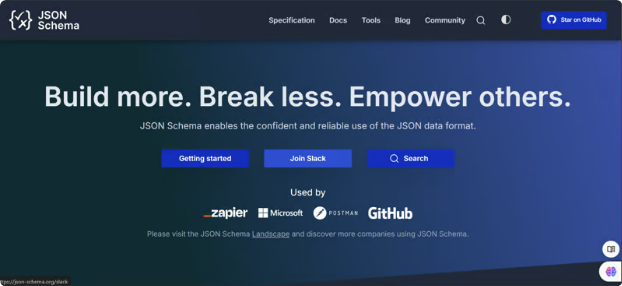 JSON
Schema
Specification Docs Tools Blog Community
Star on GitHub
Build more. Break less. Empower others.
JSON Schema enables the confident and reliable use of the JSON data format.
Getting started Join Slack Search
Used by
_zapier Microsoft POSTMAN GitHub
Please visit the JSON Schema Landscape and discover more companies using JSON Schema.
tps://json-schema.org/dark